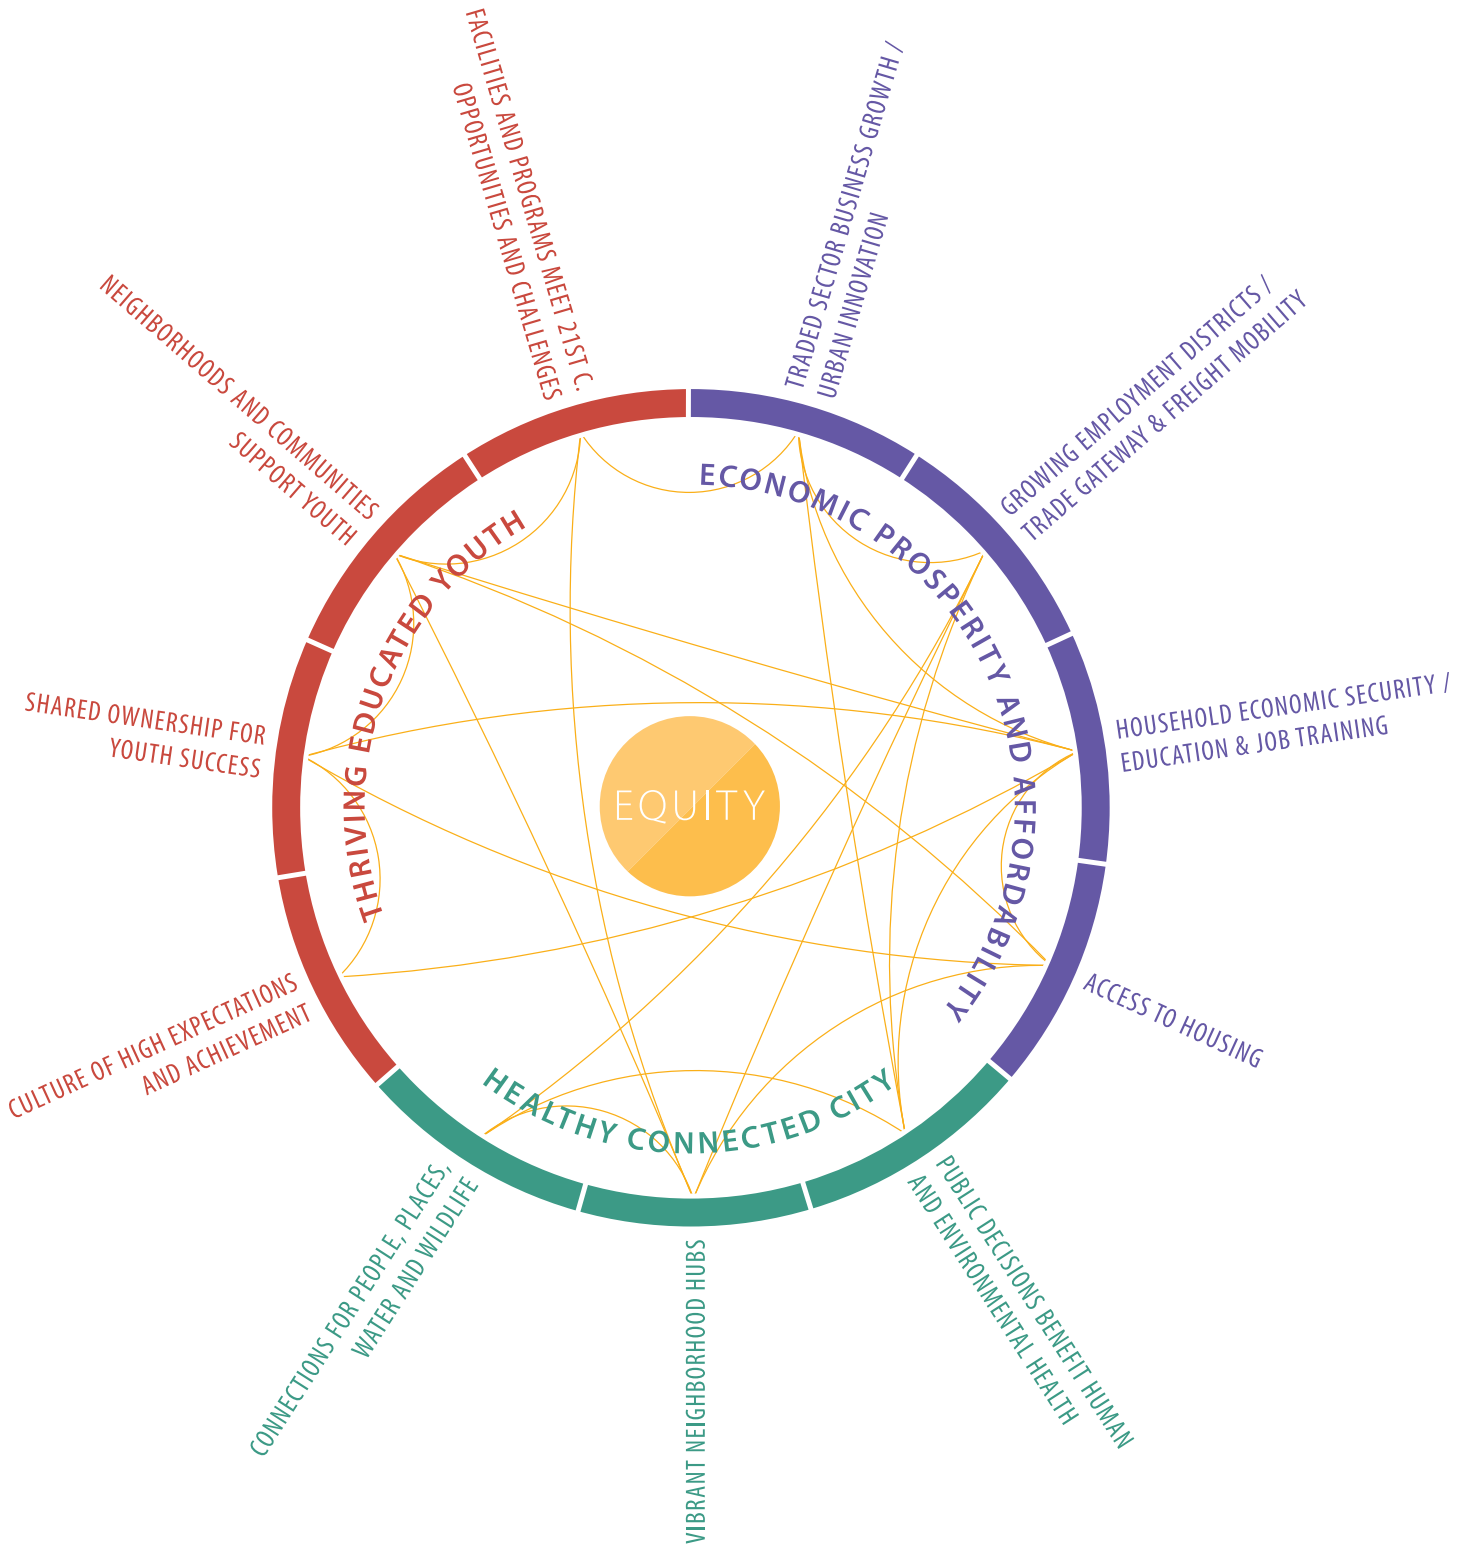 FACILITIES AND PROGRAMS MEET 21ST C.
OPPORTUNITIES AND CHALLENGES
TRADED SECTOR BUSINESS GROWTH /
URBAN INNOVATION
GROWING EMPLOYMENT DISTRICTS /
TRADE GATEWAY & FREIGHT MOBILITY
HOUSEHOLD ECONOMIC SECURITY /
EDUCATION & JOB TRAINING
ACCESS TO HOUSING
PUBLIC DECISIONS BENEFIT HUMAN
AND ENVIRONMENTAL HEALTH
VIBRANT NEIGHBORHOOD HUBS
CONNECTIONS FOR PEOPLE, PLACES,
WATER AND WILDLIFE
CULTURE OF HIGH EXPECTATIONS
AND ACHIEVEMENT
SHARED OWNERSHIP FOR
YOUTH SUCCESS
NEIGHBORHOODS AND COMMUNITIES
SUPPORT YOUTH
THRIVING EDUCATED YOUTH
ECONOMIC PROSPERITY AND AFFORDABILITY
HEALTHY CONNECTED CITY
EQUITY